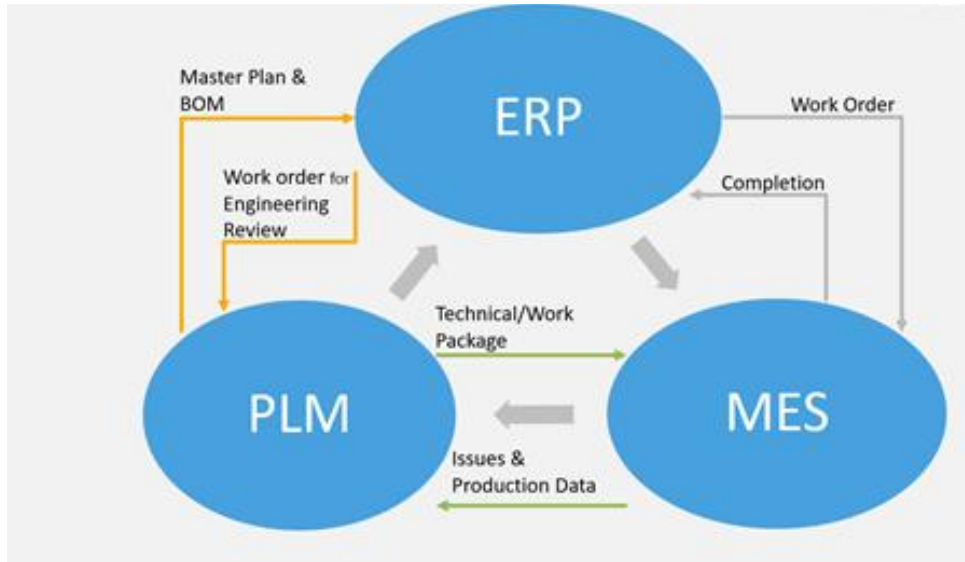 Master Plan &
BOM
ERP
Work Order
Work order for
Engineering
Review
Completion
Technical/Work
Package
PLM
MES
Issues &
Production Data